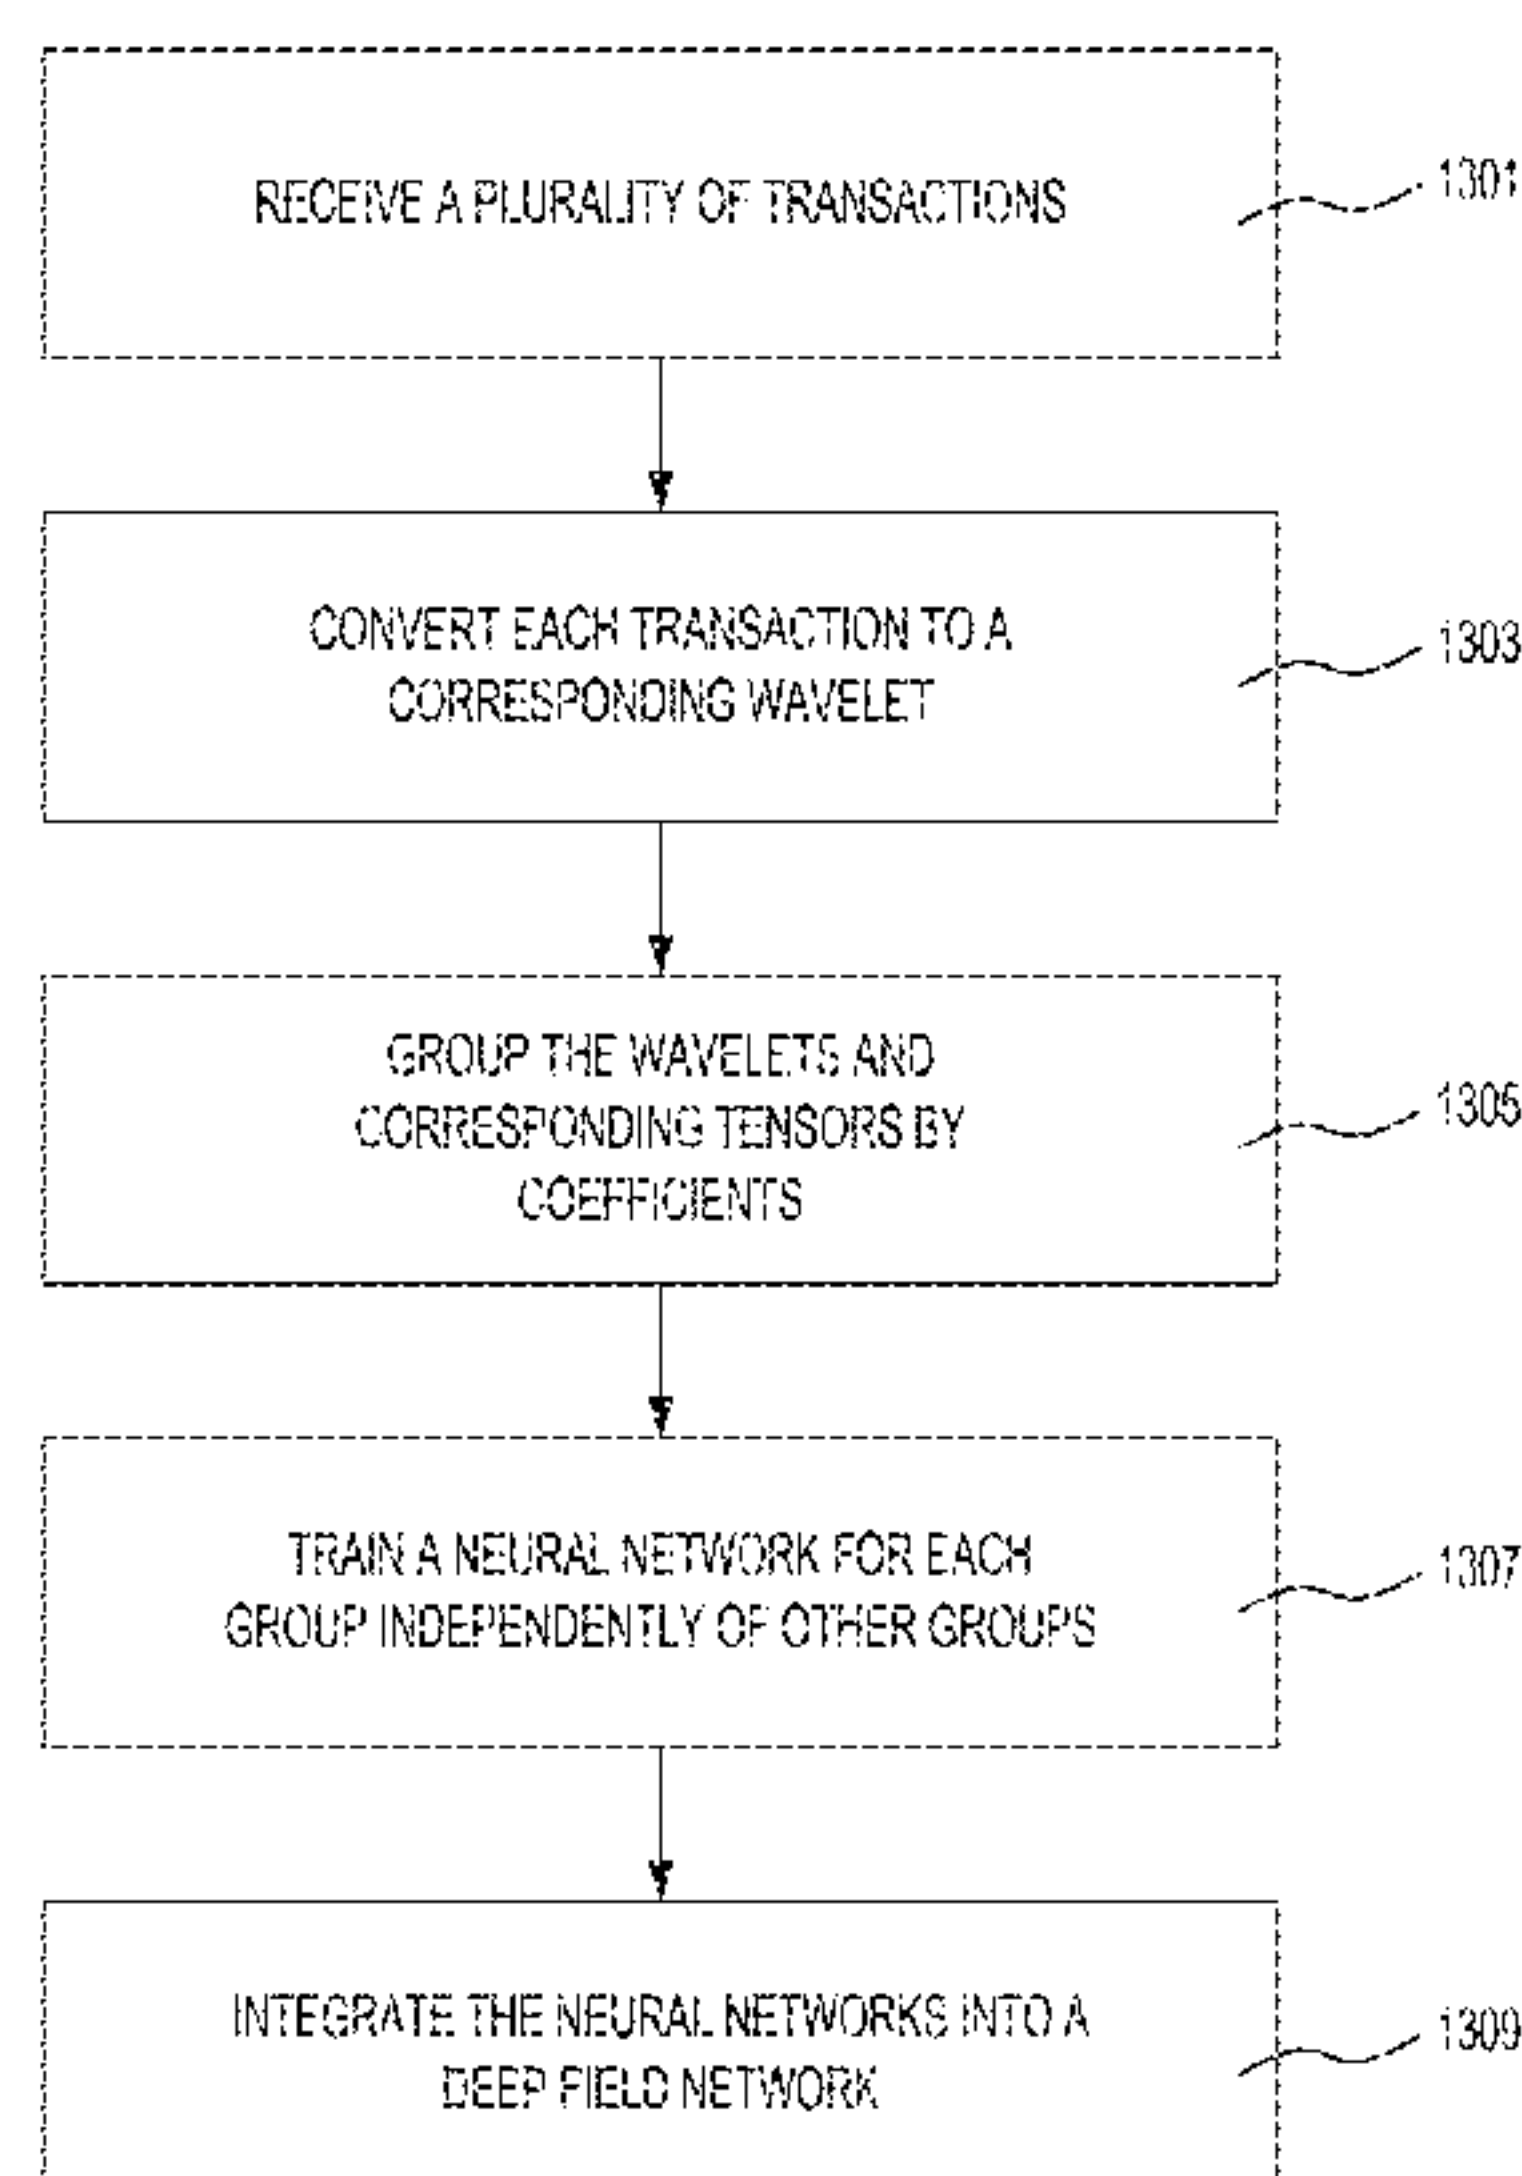 RECEIVE A PLURALITY OF TRANSACTIONS
1301
CONVERT EACH TRANSACTION TO A
CORRESPONDING WAVELET
1303
GROUP THE WAVELETS AND
CORRESPONDING TENSORS BY
COEFFICIENTS
1305
TRAIN A NEURAL NETWORK FOR EACH
GROUP INDEPENDENTLY OF OTHER GROUPS
1307
INTEGRATE THE NEURAL NETWORKS INTO A
DEEP FIELD NETWORK
1309